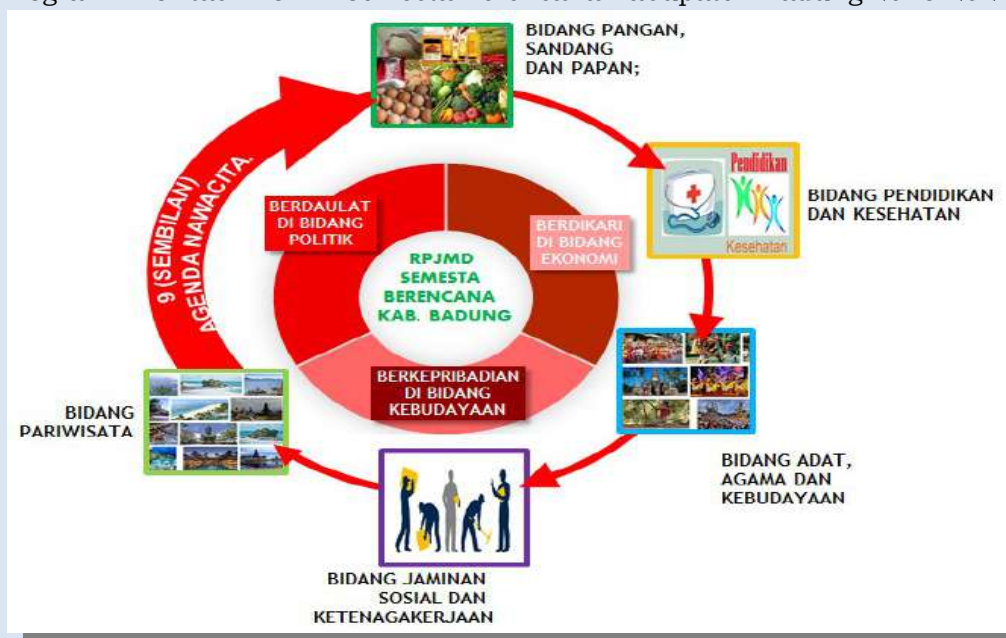 BIDANG PANGAN,
SANDANG
DAN PAPAN;
Pendidikan
Kesehatan
BIDANG PENDIDIKAN
DAN KESEHATAN
9 (SEMBILAN)
AGENDA NAWACITA.
BERDAULAT
DI BIDANG
POLITIK
BERDIKARI
DI BIDANG
EKONOMI
RPJMD
SEMESTA
BERENCANA
KAB. BADUNG
BERKEPRIBADIAN
DI BIDANG
KEBUDAYAAN
BIDANG
PARIWISATA
BIDANG ADAT,
AGAMA DAN
KEBUDAYAAN
BIDANG JAMINAN
SOSIAL DAN
KETENAGAKERJAAN